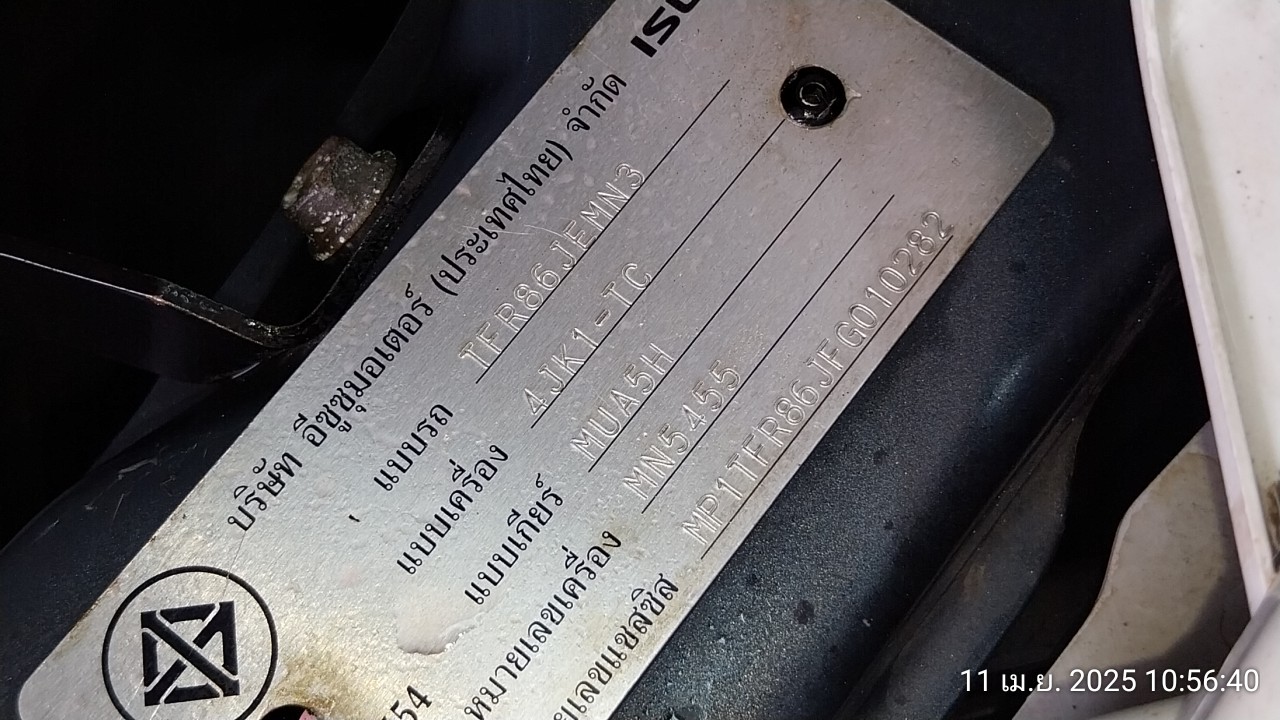 ISU
บริษัท อีซูซุมอเตอร์ (ประเทศไทย) จำกัด
แบบรถ TFR86JEMN3
แบบเครื่อง 4JK1-TC
แบบเกียร์ MUA5H
หมายเลขเครื่อง MN5455
ยเลขแชสซิส MP1TFR86JFG010282
54
11 เม.ย. 2025 10:56:40